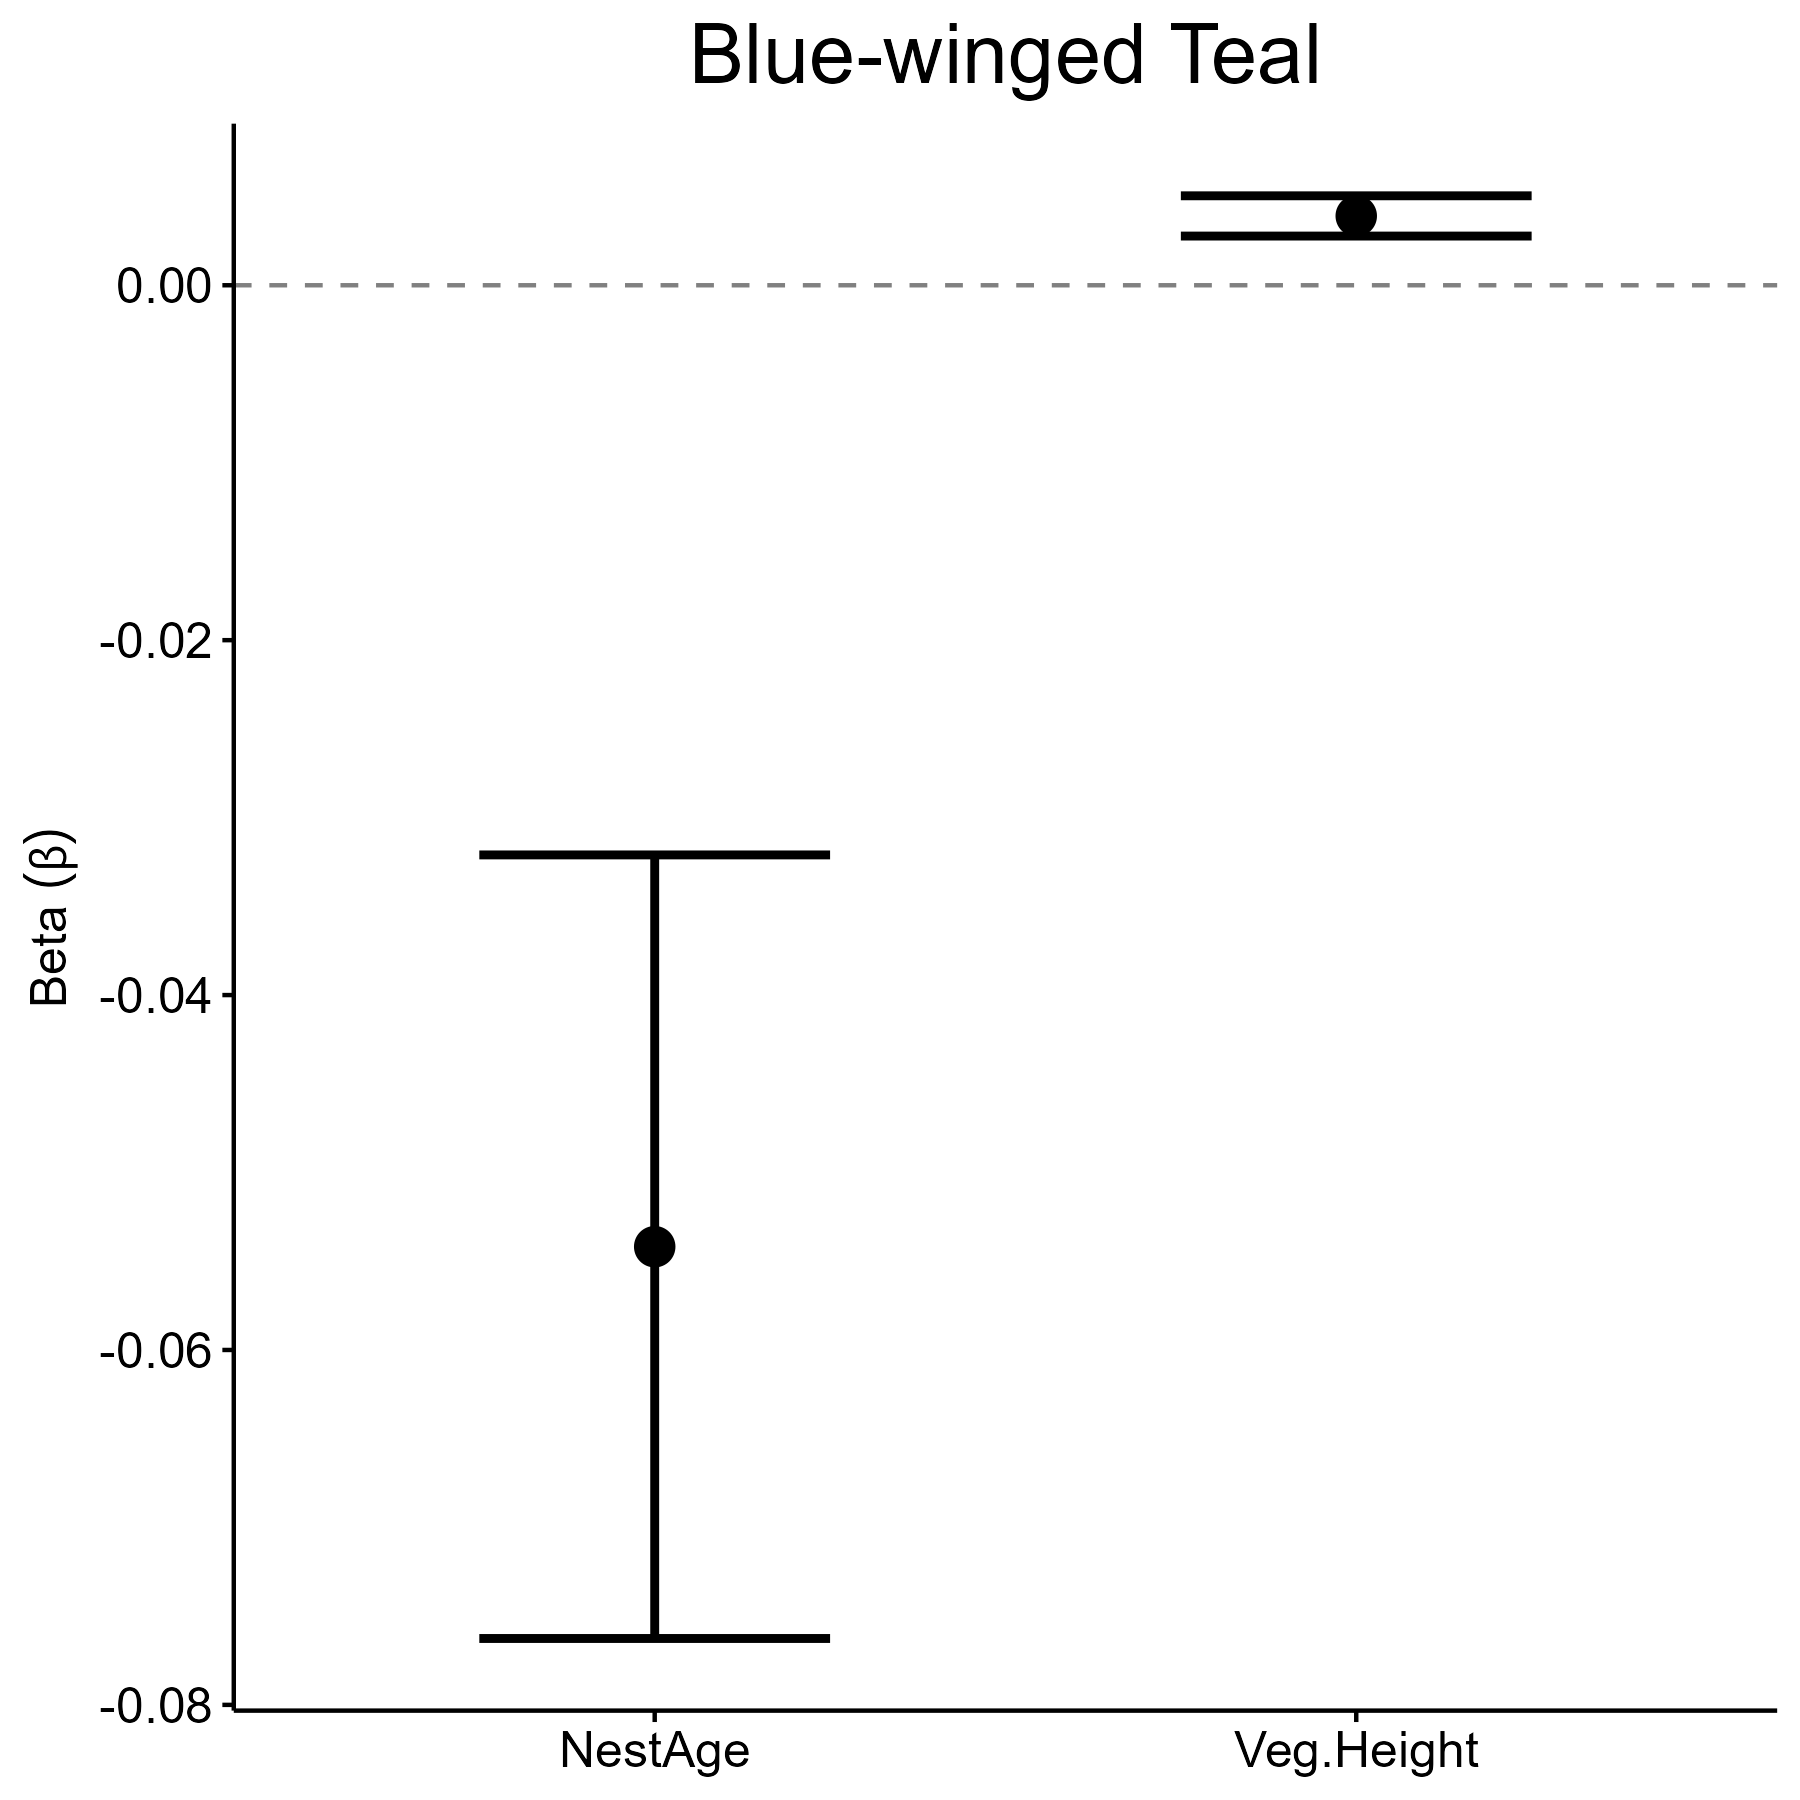 Blue-winged Teal
Beta (β)
0.00
-0.02
-0.04
-0.06
-0.08
NestAge
Veg.Height